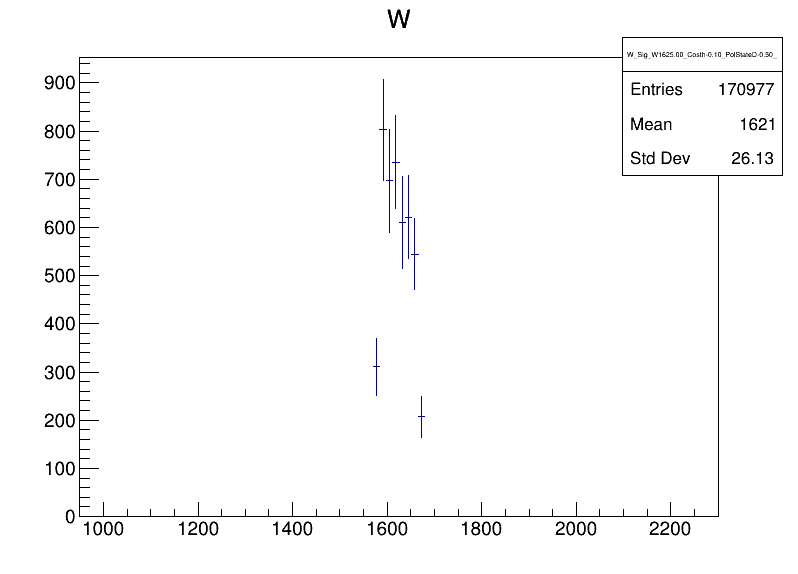 W
W_Sig_W1625.00_Costh-0.10_PolStateD-0.50_
Entries 170977
Mean 1621
Std Dev 26.13
900
800
700
600
500
400
300
200
100
0
1000 1200 1400 1600 1800 2000 2200